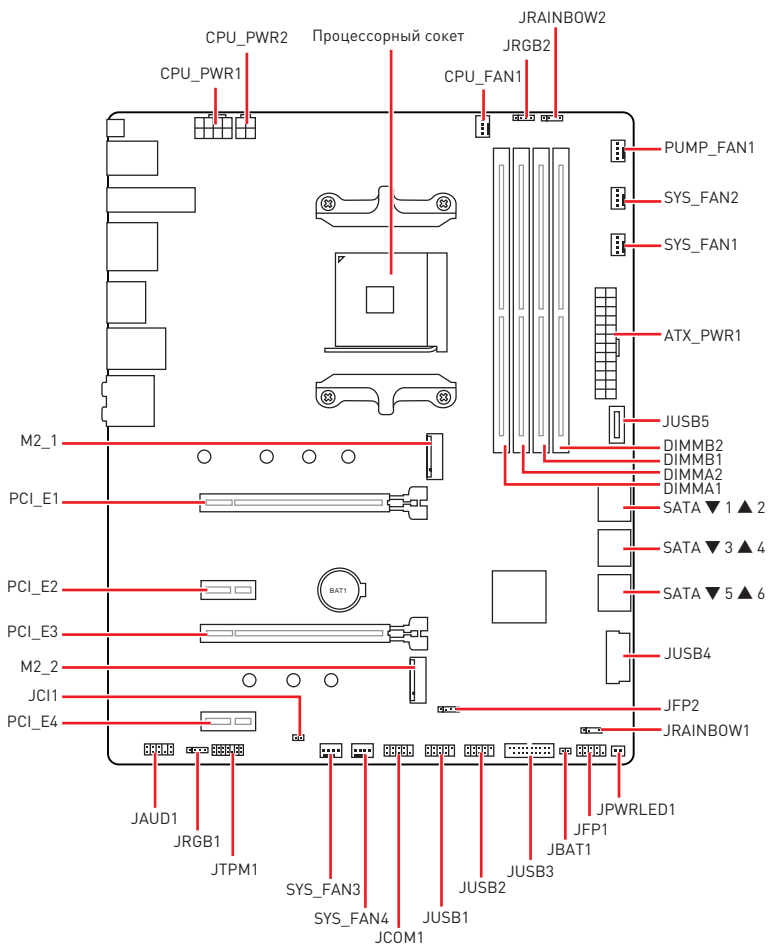 JRAINBOW2
CPU_PWR2
Процессорный сокет
JRGB2
CPU_PWR1
CPU_FAN1
PUMP_FAN1
SYS_FAN2
SYS_FAN1
ATX_PWR1
JUSB5
M2_1
DIMMB2
DIMMB1
DIMMA2
DIMMA1
PCI_E1
SATA ▼ 1 ▲ 2
SATA ▼ 3 ▲ 4
PCI_E2
BAT1
SATA ▼ 5 ▲ 6
PCI_E3
JUSB4
M2_2
JCI1
JFP2
PCI_E4
JRAINBOW1
JPWRLED1
JAUD1
JFP1
JRGB1
JBAT1
JTPM1
JUSB3
SYS_FAN3
JUSB2
SYS_FAN4
JUSB1
JCOM1